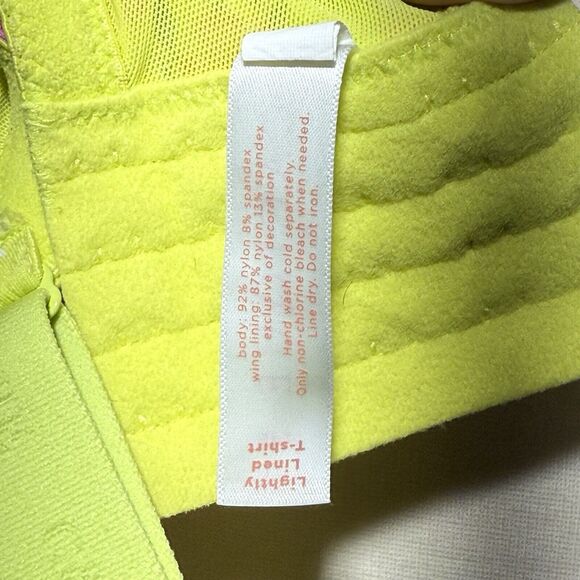 body: 92% nylon 8% spandex
wing lining: 87% nylon 13% spandex
exclusive of decoration
Hand wash cold separately.
Only non-chlorine bleach when needed.
Line dry. Do not iron.
Lightly
Lined
T-shirt